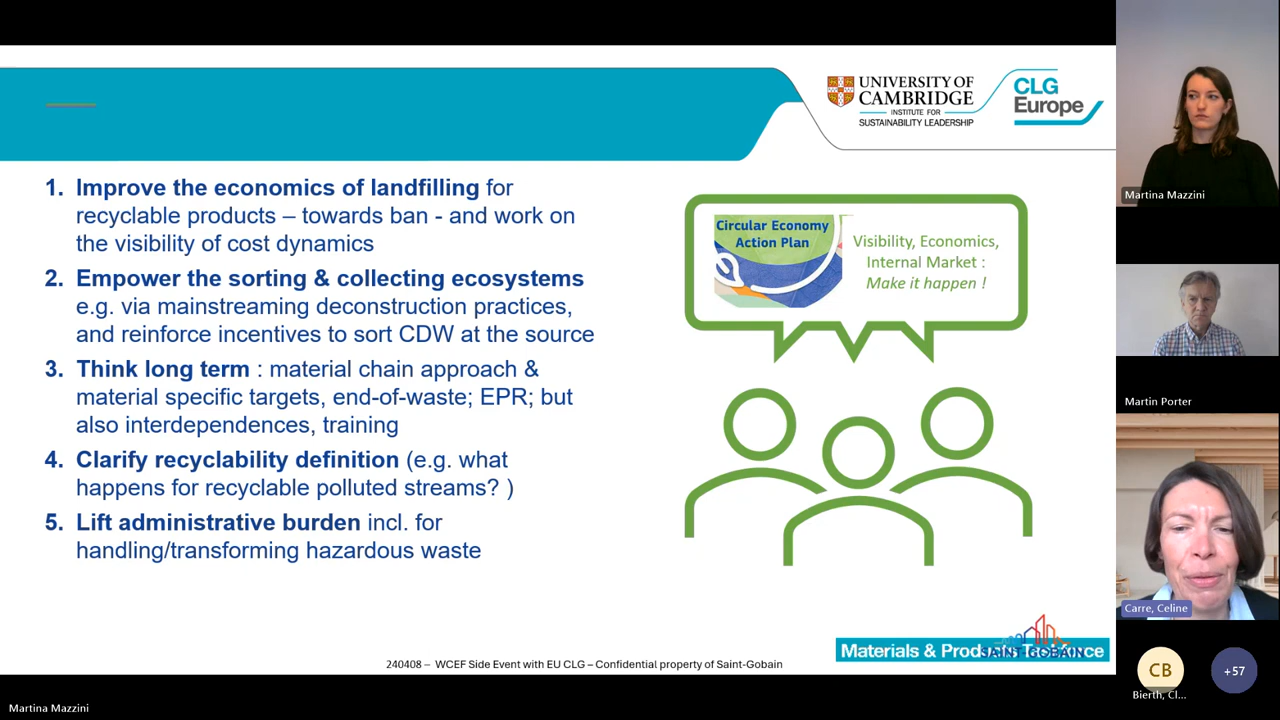 UNIVERSITY OF
CAMBRIDGE
INSTITUTE FOR
SUSTAINABILITY LEADERSHIP
CLG
Europe
1. Improve the economics of landfilling for
recyclable products – towards ban - and work on
the visibility of cost dynamics
2. Empower the sorting & collecting ecosystems
e.g. via mainstreaming deconstruction practices,
and reinforce incentives to sort CDW at the source
3. Think long term : material chain approach &
material specific targets, end-of-waste; EPR; but
also interdependences, training
4. Clarify recyclability definition (e.g. what
happens for recyclable polluted streams? )
5. Lift administrative burden incl. for
handling/transforming hazardous waste
Circular Economy
Action Plan
Visibility, Economics,
Internal Market :
Make it happen !
Materials & Products Taskforce
SAINT-GOBAIN
240408 – WCEF Side Event with EU CLG – Confidential property of Saint-Gobain
Martina Mazzini
Martina Mazzini
Martin Porter
Carre, Celine
CB
Bierth, Cl...
+57